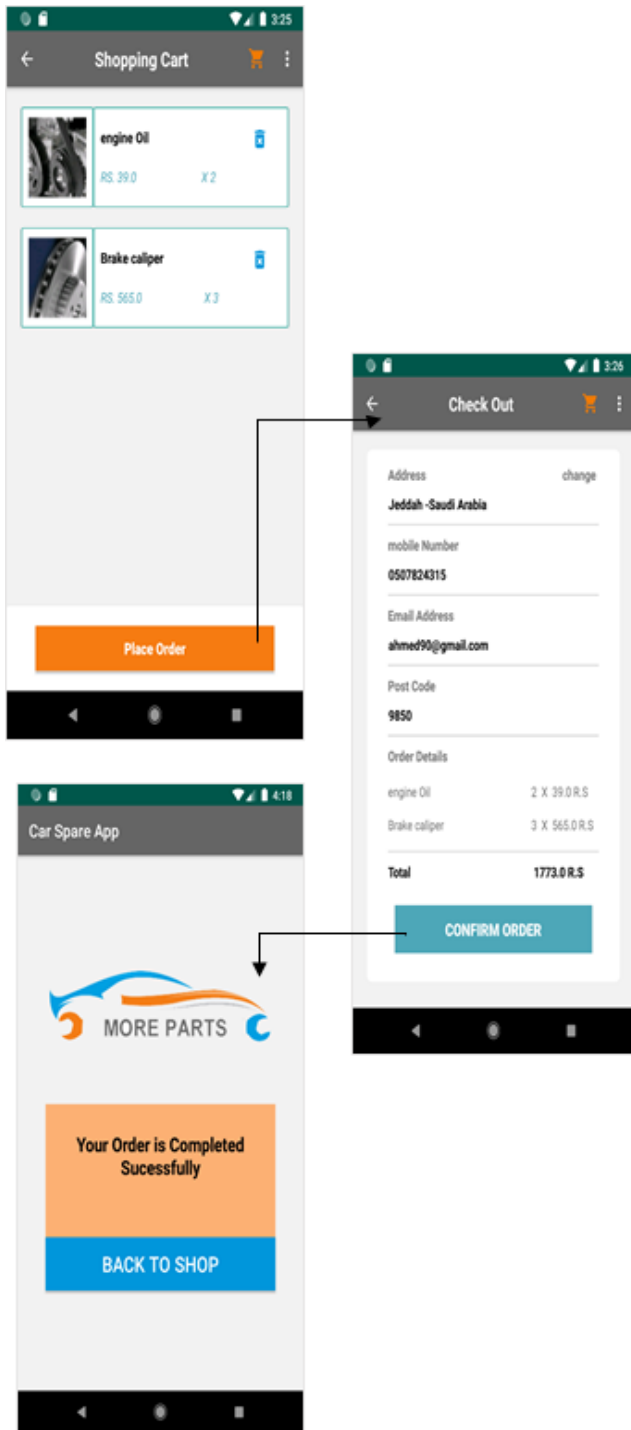 3:25
Shopping Cart
engine Oil
RS. 39.0 X 2
Brake caliper
RS. 565.0 X 3
Place Order
3:26
Check Out
Address change
Jeddah -Saudi Arabia
mobile Number
0507824315
Email Address
ahmed90@gmail.com
Post Code
9850
Order Details
engine Oil 2 X 39.0 R.S
Brake caliper 3 X 565.0 R.S
Total 1773.0 R.S
CONFIRM ORDER
4:18
Car Spare App
MORE PARTS
Your Order is Completed
Sucessfully
BACK TO SHOP